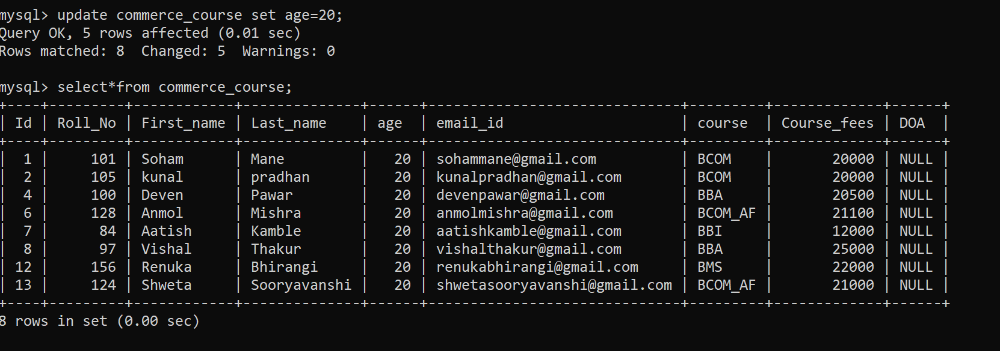 mysql> update commerce_course set age=20;
Query OK, 5 rows affected (0.01 sec)
Rows matched: 8  Changed: 5  Warnings: 0

mysql> select*from commerce_course;
+----+---------+------------+--------------+------+------------------------------+---------+-------------+------+
| Id | Roll_No | First_name | Last_name    | age  | email_id                     | course  | Course_fees | DOA  |
+----+---------+------------+--------------+------+------------------------------+---------+-------------+------+
|  1 |     101 | Soham      | Mane         |   20 | sohammane@gmail.com          | BCOM    |       20000 | NULL |
|  2 |     105 | kunal      | pradhan      |   20 | kunalpradhan@gmail.com       | BCOM    |       20000 | NULL |
|  4 |     100 | Deven      | Pawar        |   20 | devenpawar@gmail.com         | BBA     |       20500 | NULL |
|  6 |     128 | Anmol      | Mishra       |   20 | anmolmishra@gmail.com        | BCOM_AF |       21100 | NULL |
|  7 |      84 | Aatish     | Kamble       |   20 | aatishkamble@gmail.com       | BBI     |       12000 | NULL |
|  8 |      97 | Vishal     | Thakur       |   20 | vishalthakur@gmail.com       | BBA     |       25000 | NULL |
| 12 |     156 | Renuka     | Bhirangi     |   20 | renukabhirangi@gmail.com     | BMS     |       22000 | NULL |
| 13 |     124 | Shweta     | Sooryavanshi |   20 | shwetasooryavanshi@gmail.com | BCOM_AF |       21000 | NULL |
+----+---------+------------+--------------+------+------------------------------+---------+-------------+------+
8 rows in set (0.00 sec)